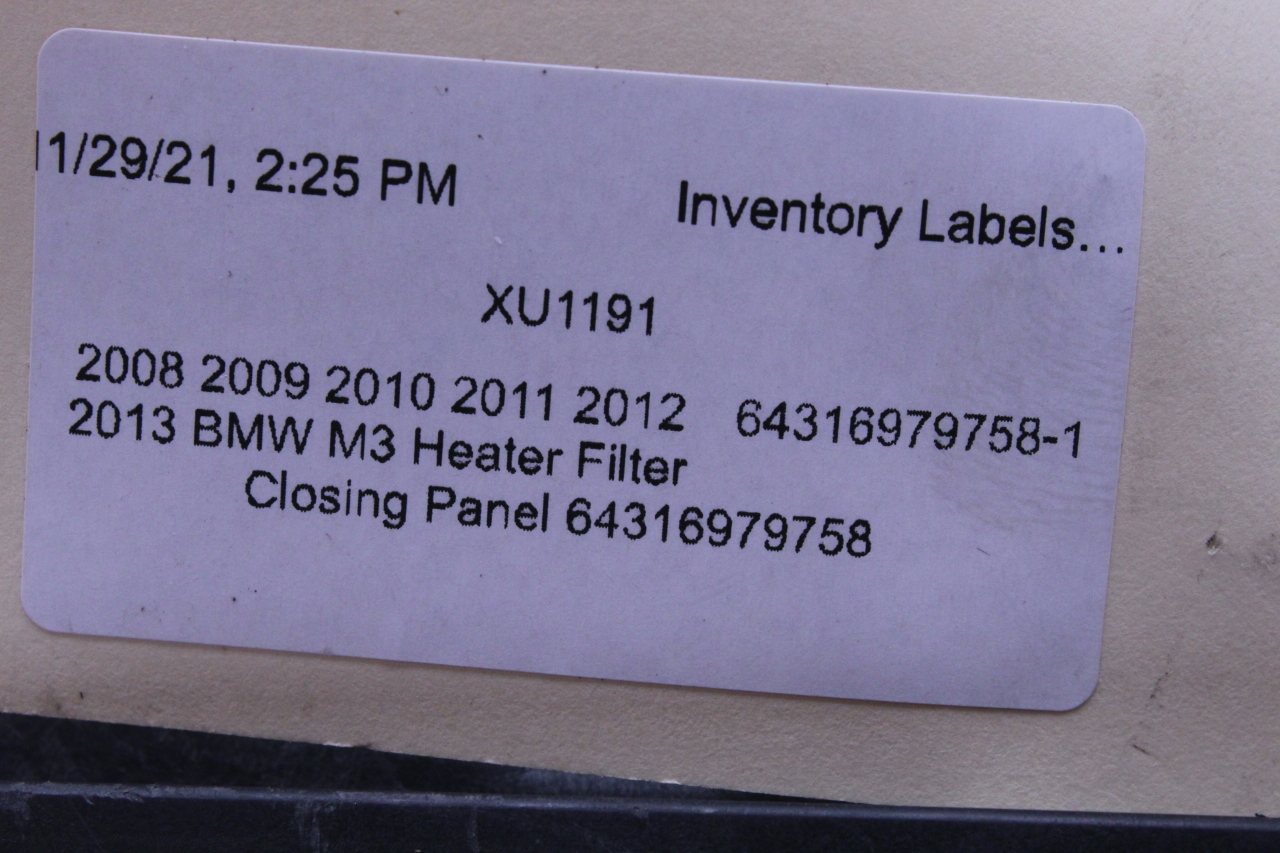 11/29/21, 2:25 PM Inventory Labels...
XU1191
2008 2009 2010 2011 2012 64316979758-1
2013 BMW M3 Heater Filter
Closing Panel 64316979758